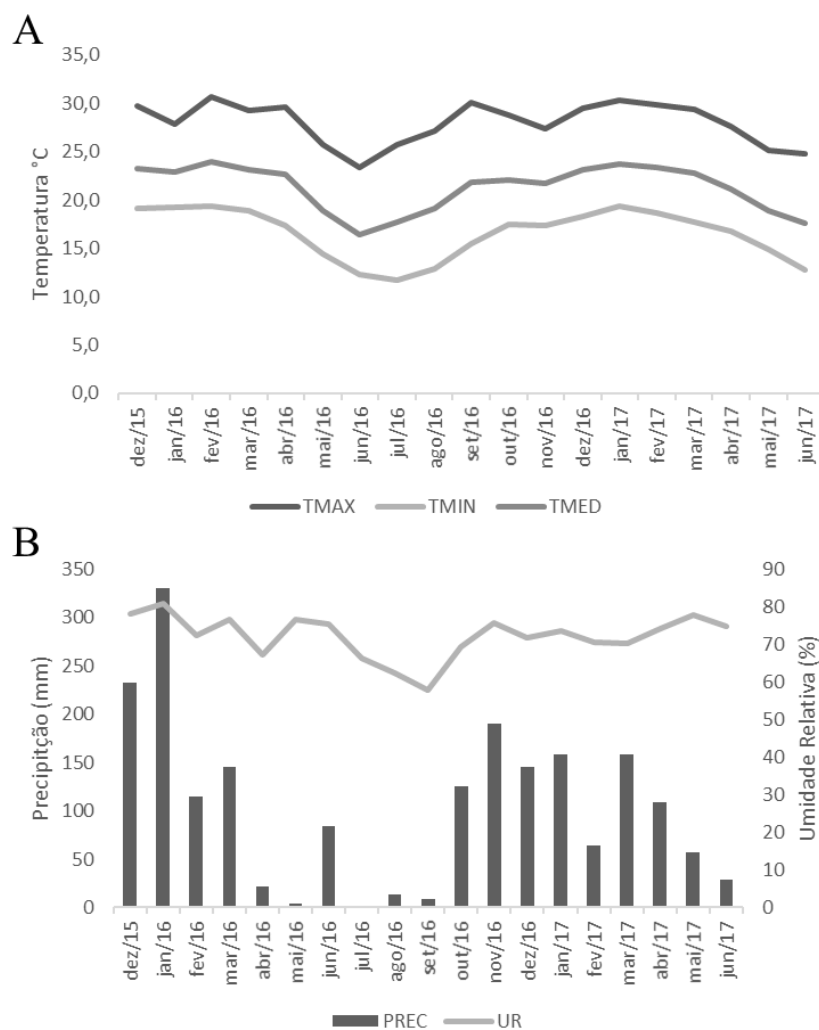 A
35,0
30,0
25,0
20,0
15,0
10,0
5,0
0,0
Temperatura °C
dez/15 jan/16 fev/16 mar/16 abr/16 mai/16 jun/16 jul/16 ago/16 set/16 out/16 nov/16 dez/16 jan/17 fev/17 mar/17 abr/17 mai/17 jun/17
TMAX TMIN TMED
B
350 90
300 80
250 70
200 60
150 50
100 40
50 30
0 20
10
0
Precipitção (mm)
Umidade Relativa (%)
dez/15 jan/16 fev/16 mar/16 abr/16 mai/16 jun/16 jul/16 ago/16 set/16 out/16 nov/16 dez/16 jan/17 fev/17 mar/17 abr/17 mai/17 jun/17
PREC UR